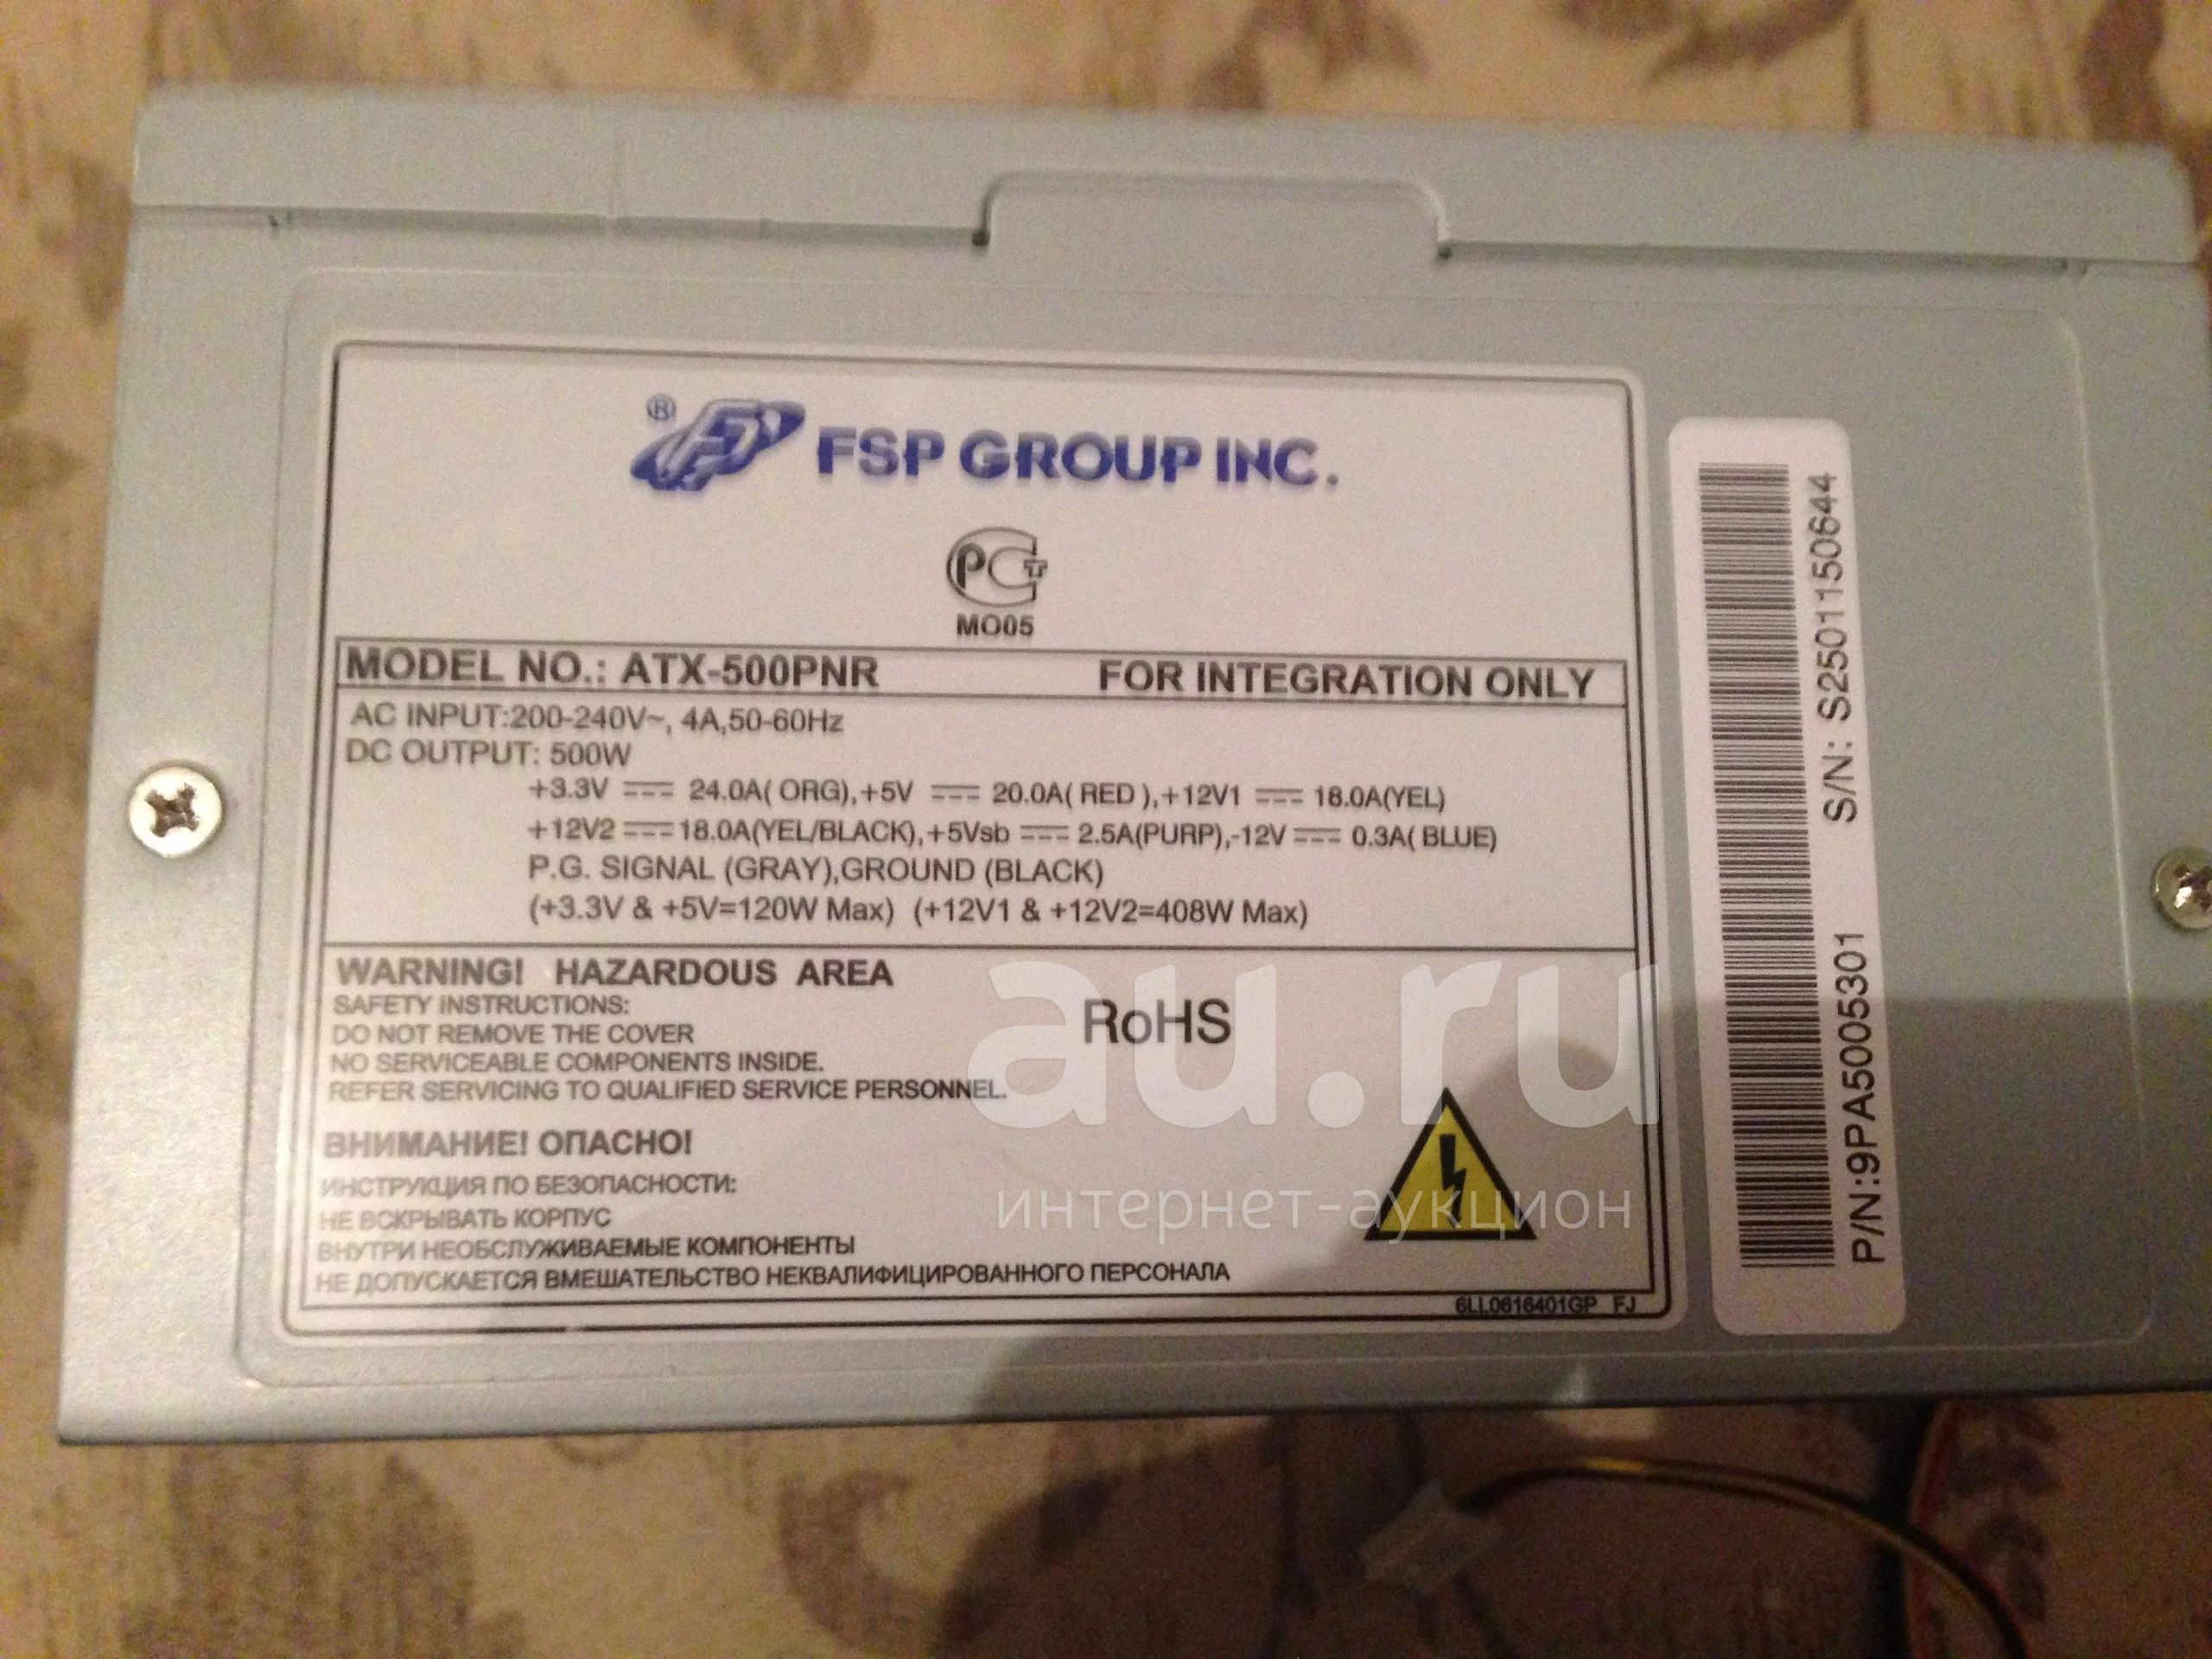 ® FSP GROUP INC.
РСТ
МО05
MODEL NO.: ATX-500PNR FOR INTEGRATION ONLY
AC INPUT:200-240V~, 4A,50-60Hz
DC OUTPUT: 500W
+3.3V ⎓ 24.0A( ORG),+5V ⎓ 20.0A( RED ),+12V1 ⎓ 18.0A(YEL)
+12V2 ⎓ 18.0A(YEL/BLACK),+5Vsb ⎓ 2.5A(PURP),-12V ⎓ 0.3A( BLUE)
P.G. SIGNAL (GRAY),GROUND (BLACK)
(+3.3V & +5V=120W Max) (+12V1 & +12V2=408W Max)
WARNING! HAZARDOUS AREA
SAFETY INSTRUCTIONS:
DO NOT REMOVE THE COVER
NO SERVICEABLE COMPONENTS INSIDE.
REFER SERVICING TO QUALIFIED SERVICE PERSONNEL.
RoHS
ВНИМАНИЕ! ОПАСНО!
ИНСТРУКЦИЯ ПО БЕЗОПАСНОСТИ:
НЕ ВСКРЫВАТЬ КОРПУС
ВНУТРИ НЕОБСЛУЖИВАЕМЫЕ КОМПОНЕНТЫ
НЕ ДОПУСКАЕТСЯ ВМЕШАТЕЛЬСТВО НЕКВАЛИФИЦИРОВАННОГО ПЕРСОНАЛА
6LL0616401GP FJ
S/N: S2501150644
P/N:9PA5005301
au.ru
интернет-аукцион